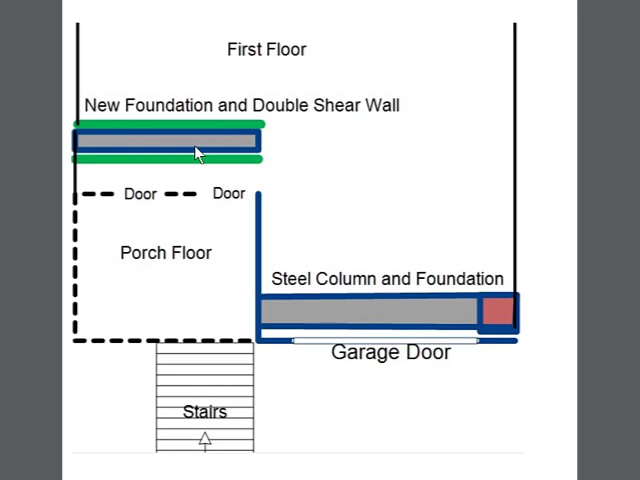 First Floor
New Foundation and Double Shear Wall
Door
Door
Porch Floor
Steel Column and Foundation
Garage Door
Stairs